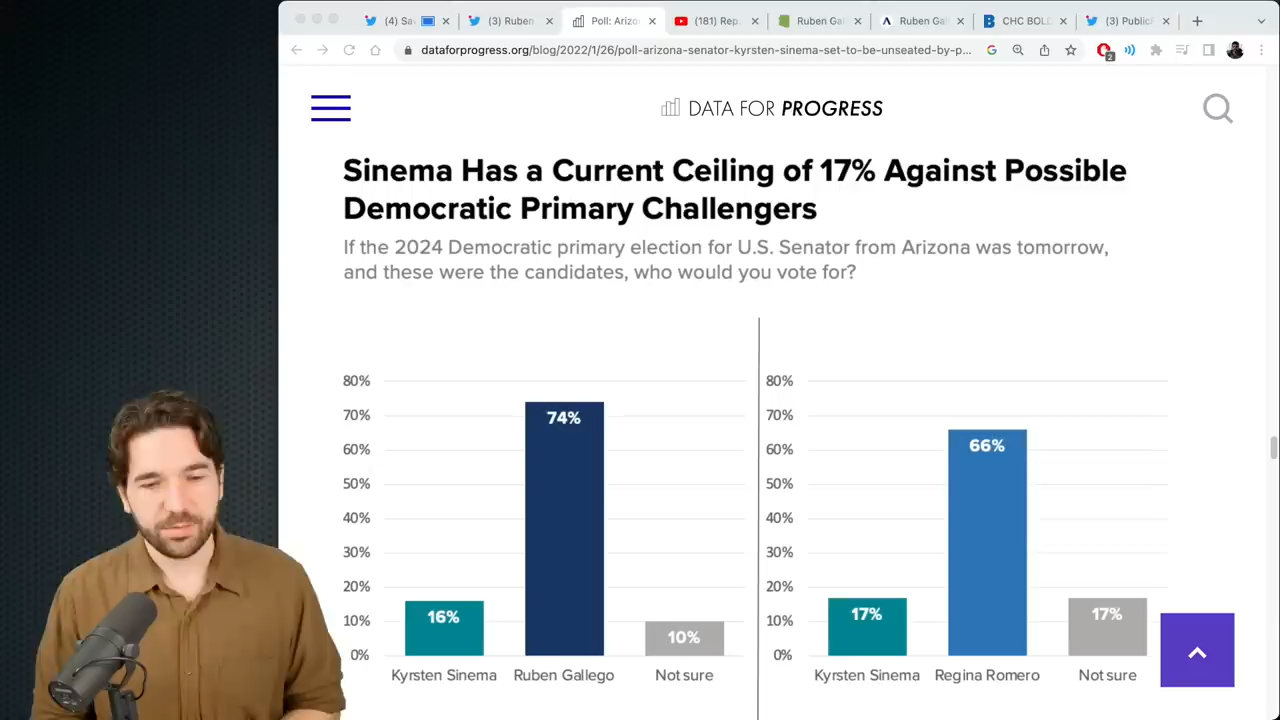 (4) Sa
(3) Ruben
Poll: Arizo
(181) Rep
Ruben Gal
Ruben Gal
CHC BOLD
(3) PublicP
dataforprogress.org/blog/2022/1/26/poll-arizona-senator-kyrsten-sinema-set-to-be-unseated-by-p...
2
DATA FOR PROGRESS
Sinema Has a Current Ceiling of 17% Against Possible
Democratic Primary Challengers
If the 2024 Democratic primary election for U.S. Senator from Arizona was tomorrow,
and these were the candidates, who would you vote for?
80%
70%
60%
50%
40%
30%
20%
10%
0%
74%
16%
10%
Kyrsten Sinema
Ruben Gallego
Not sure
80%
70%
60%
50%
40%
30%
20%
10%
0%
66%
17%
17%
Kyrsten Sinema
Regina Romero
Not sure